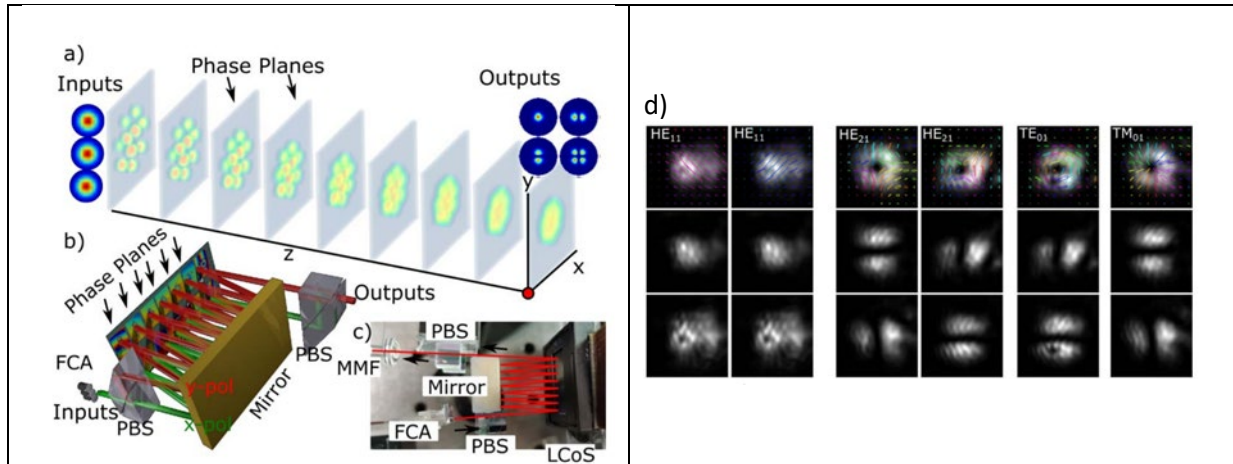 a)
Phase Planes
Inputs
Outputs
y
x
z
b)
Phase Planes
Outputs
PBS
FCA
Inputs
y-pol
x-pol
PBS
Mirror
c)
PBS
MMF
Mirror
FCA
PBS
LCoS
d)
HE11 HE11 HE21 HE21 TE01 TM01